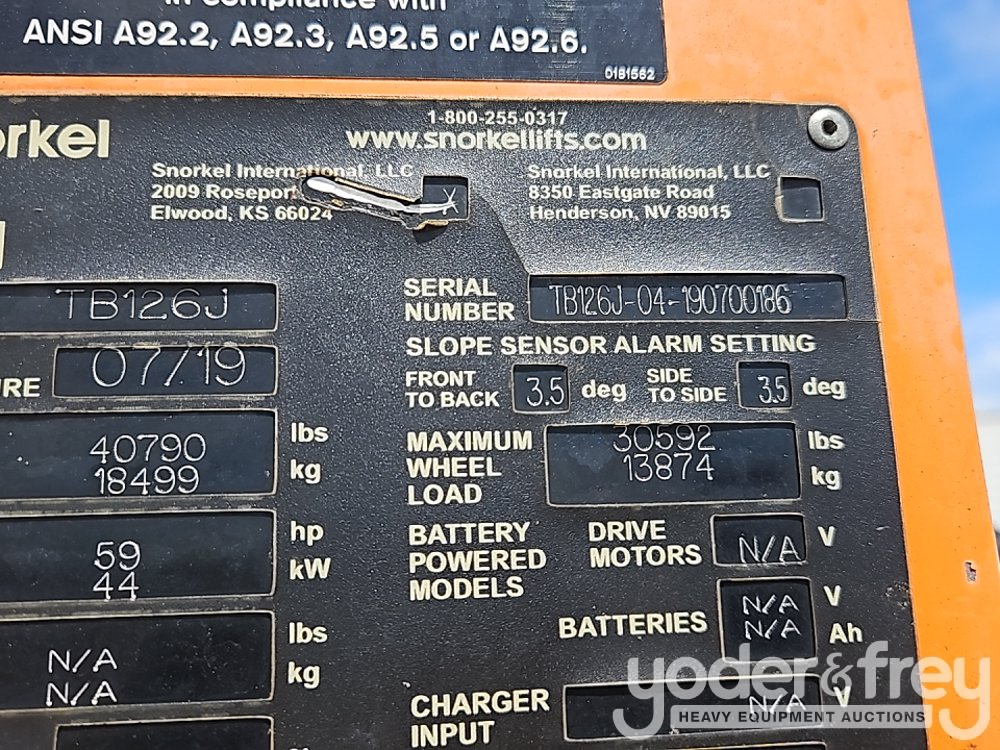 in compliance with
ANSI A92.2, A92.3, A92.5 or A92.6.
0181562
orkel
1-800-255-0317
www.snorkellifts.com
Snorkel International, LLC
2009 Roseport
Elwood, KS 66024
X
Snorkel International, LLC
8350 Eastgate Road
Henderson, NV 89015
TB126J
SERIAL
NUMBER
TB126J-04-190700186
SLOPE SENSOR ALARM SETTING
URE
07/19
FRONT
TO BACK
3.5
deg
SIDE
TO SIDE
3.5
deg
40790
18499
lbs
kg
MAXIMUM
WHEEL
LOAD
30592
13874
lbs
kg
59
44
hp
kW
BATTERY
POWERED
MODELS
DRIVE
MOTORS
N/A
V
BATTERIES
N/A
N/A
V
Ah
N/A
N/A
lbs
kg
CHARGER
INPUT
N/A
V
yoder&frey
HEAVY EQUIPMENT AUCTIONS